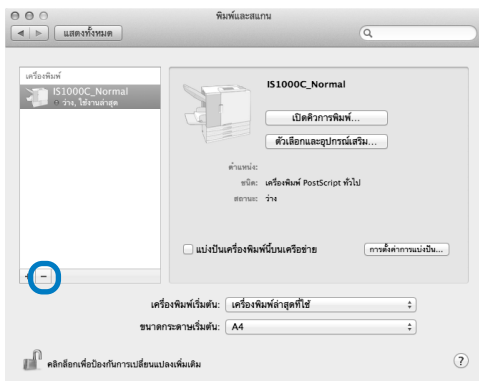 พิมพ์และสแกน
แสดงทั้งหมด
เครื่องพิมพ์
IS1000C_Normal
ว่าง, ใช้งานล่าสุด
IS1000C_Normal
เปิดคิวการพิมพ์...
ตัวเลือกและอุปกรณ์เสริม...
ตำแหน่ง:
ชนิด: เครื่องพิมพ์ PostScript ทั่วไป
สถานะ: ว่าง
แบ่งปันเครื่องพิมพ์นี้บนเครือข่าย
การตั้งค่าการแบ่งปัน...
+ −
เครื่องพิมพ์เริ่มต้น: เครื่องพิมพ์ล่าสุดที่ใช้
ขนาดกระดาษเริ่มต้น: A4
คลิกล็อกเพื่อป้องกันการเปลี่ยนแปลงเพิ่มเติม
?